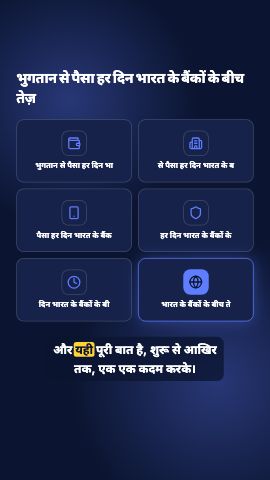 भुगतान से पैसा हर दिन भारत के बैंकों के बीच
तेज़
भुगतान से पैसा हर दिन भा
से पैसा हर दिन भारत के ब
पैसा हर दिन भारत के बैंक
हर दिन भारत के बैंकों के
दिन भारत के बैंकों के बी
भारत के बैंकों के बीच ते
और यही पूरी बात है, शुरू से आखिर
तक, एक एक कदम करके।